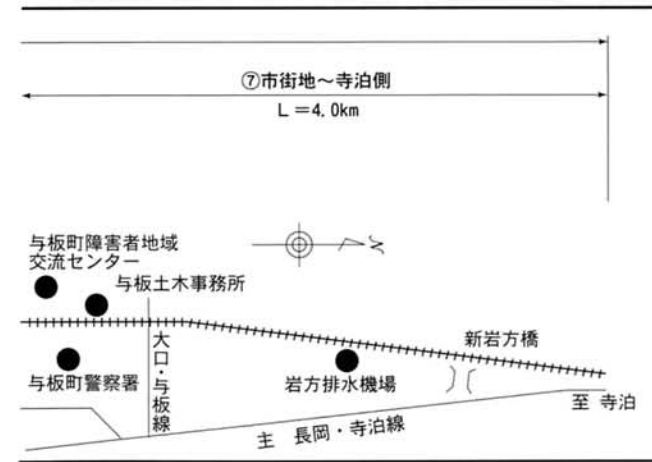 ⑦市街地～寺泊側
L＝4.0km
N
与板町障害者地域
交流センター
与板土木事務所
大口・与板線
新岩方橋
与板町警察署
岩方排水機場
至 寺泊
主 長岡・寺泊線